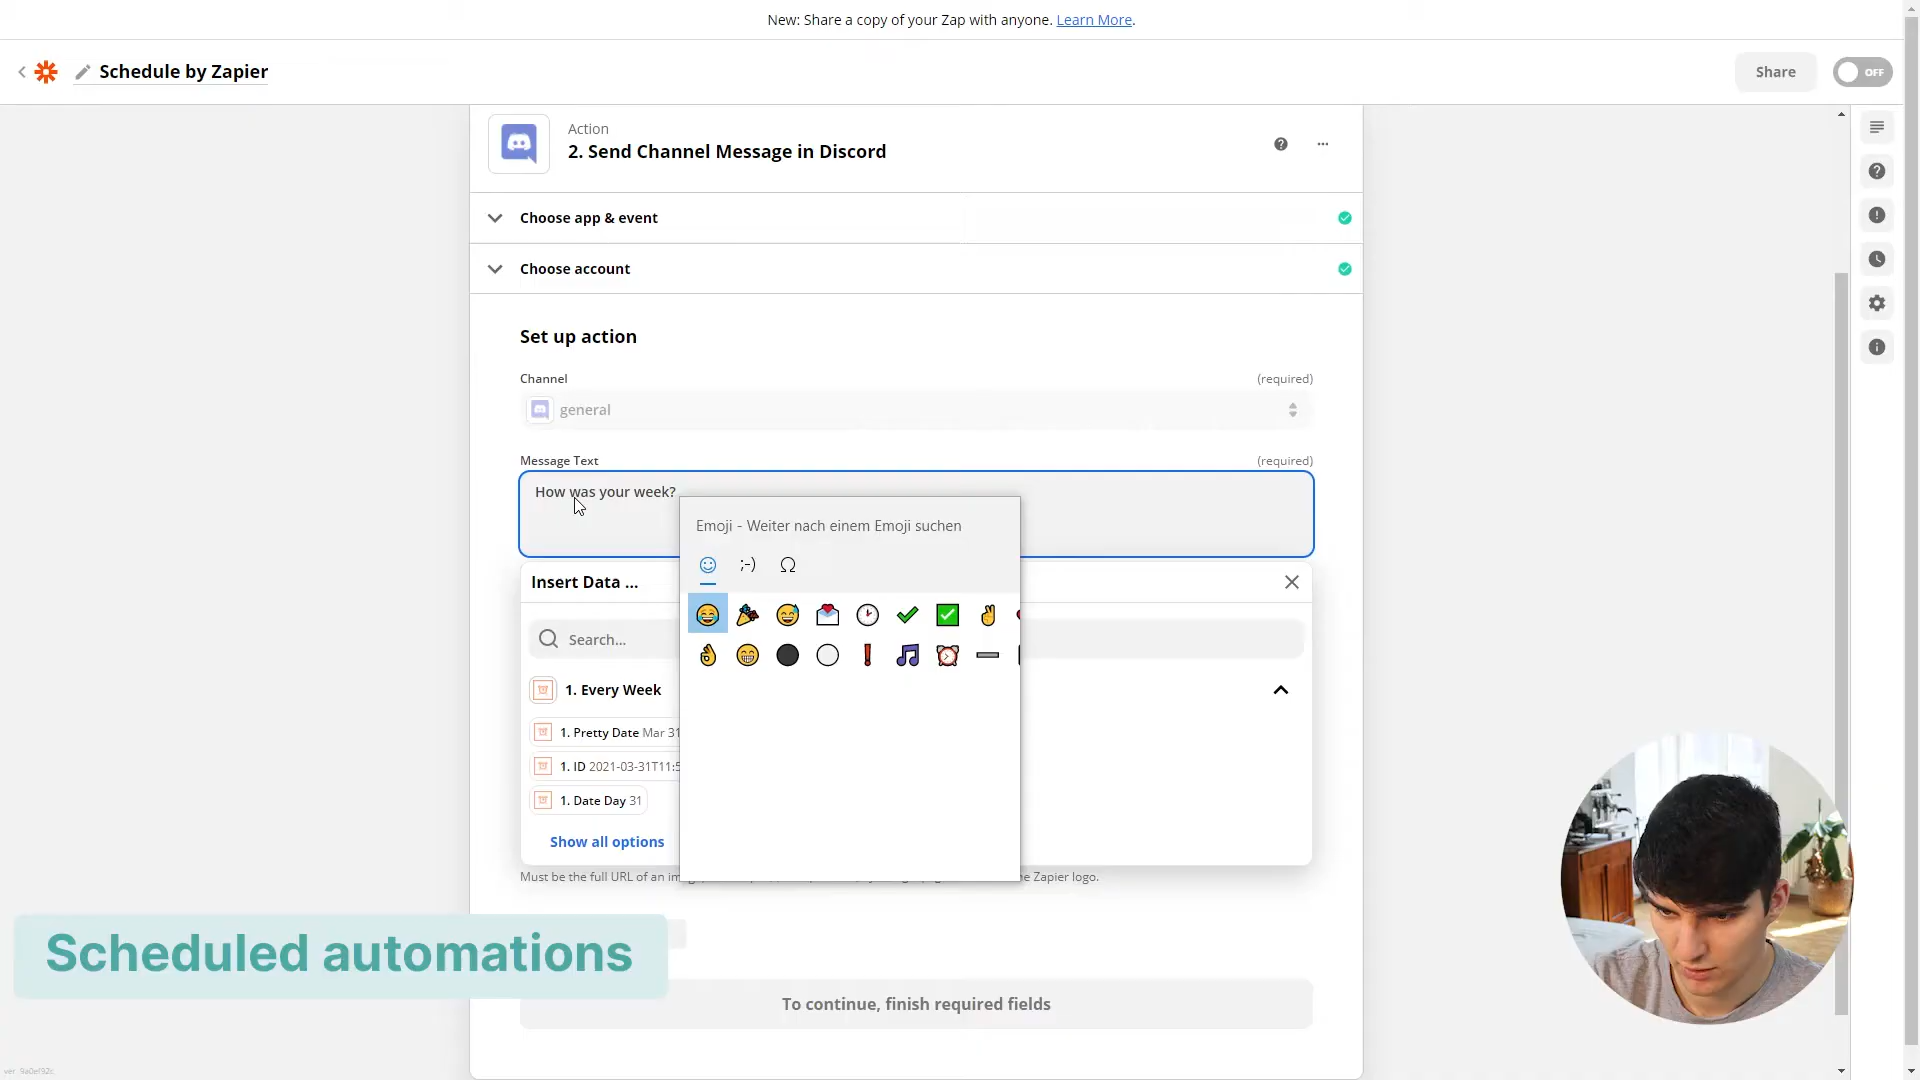 New: Share a copy of your Zap with anyone. Learn More.
Schedule by Zapier
Share
OFF
Action
2. Send Channel Message in Discord
Choose app & event
Choose account
Set up action
Channel
(required)
general
Message Text
(required)
How was your week?
Emoji - Weiter nach einem Emoji suchen
;-)
Ω
Insert Data ...
Search...
1. Every Week
1. Pretty Date Mar 31
1. ID 2021-03-31T11:5
1. Date Day 31
Show all options
Must be the full URL of an
Zapier logo.
Scheduled automations
To continue, finish required fields